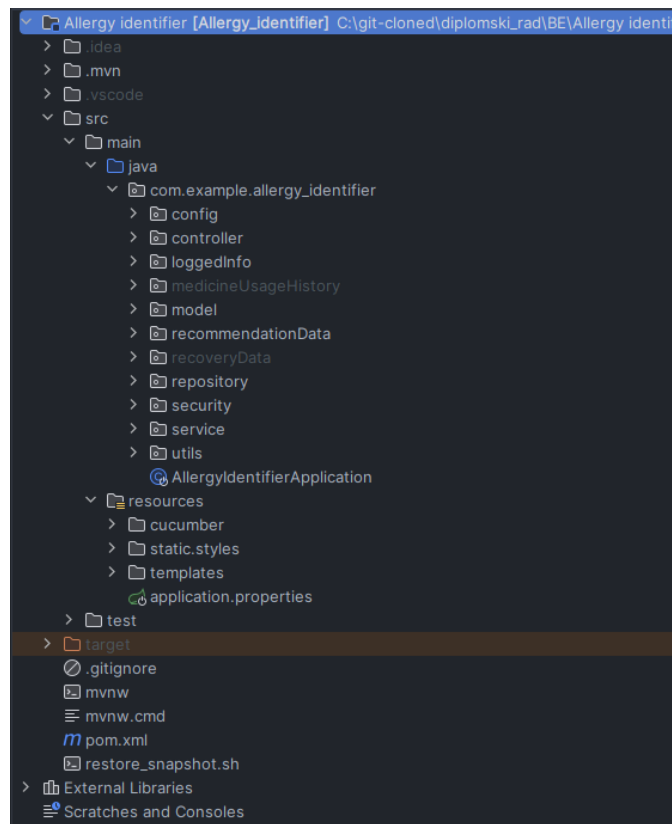 Allergy identifier [Allergy_identifier] C:\git-cloned\diplomski_rad\BE\Allergy identi
.idea
.mvn
.vscode
src
main
java
com.example.allergy_identifier
config
controller
loggedInfo
medicineUsageHistory
model
recommendationData
recoveryData
repository
security
service
utils
AllergyIdentifierApplication
resources
cucumber
static.styles
templates
application.properties
test
target
.gitignore
mvnw
mvnw.cmd
pom.xml
restore_snapshot.sh
External Libraries
Scratches and Consoles